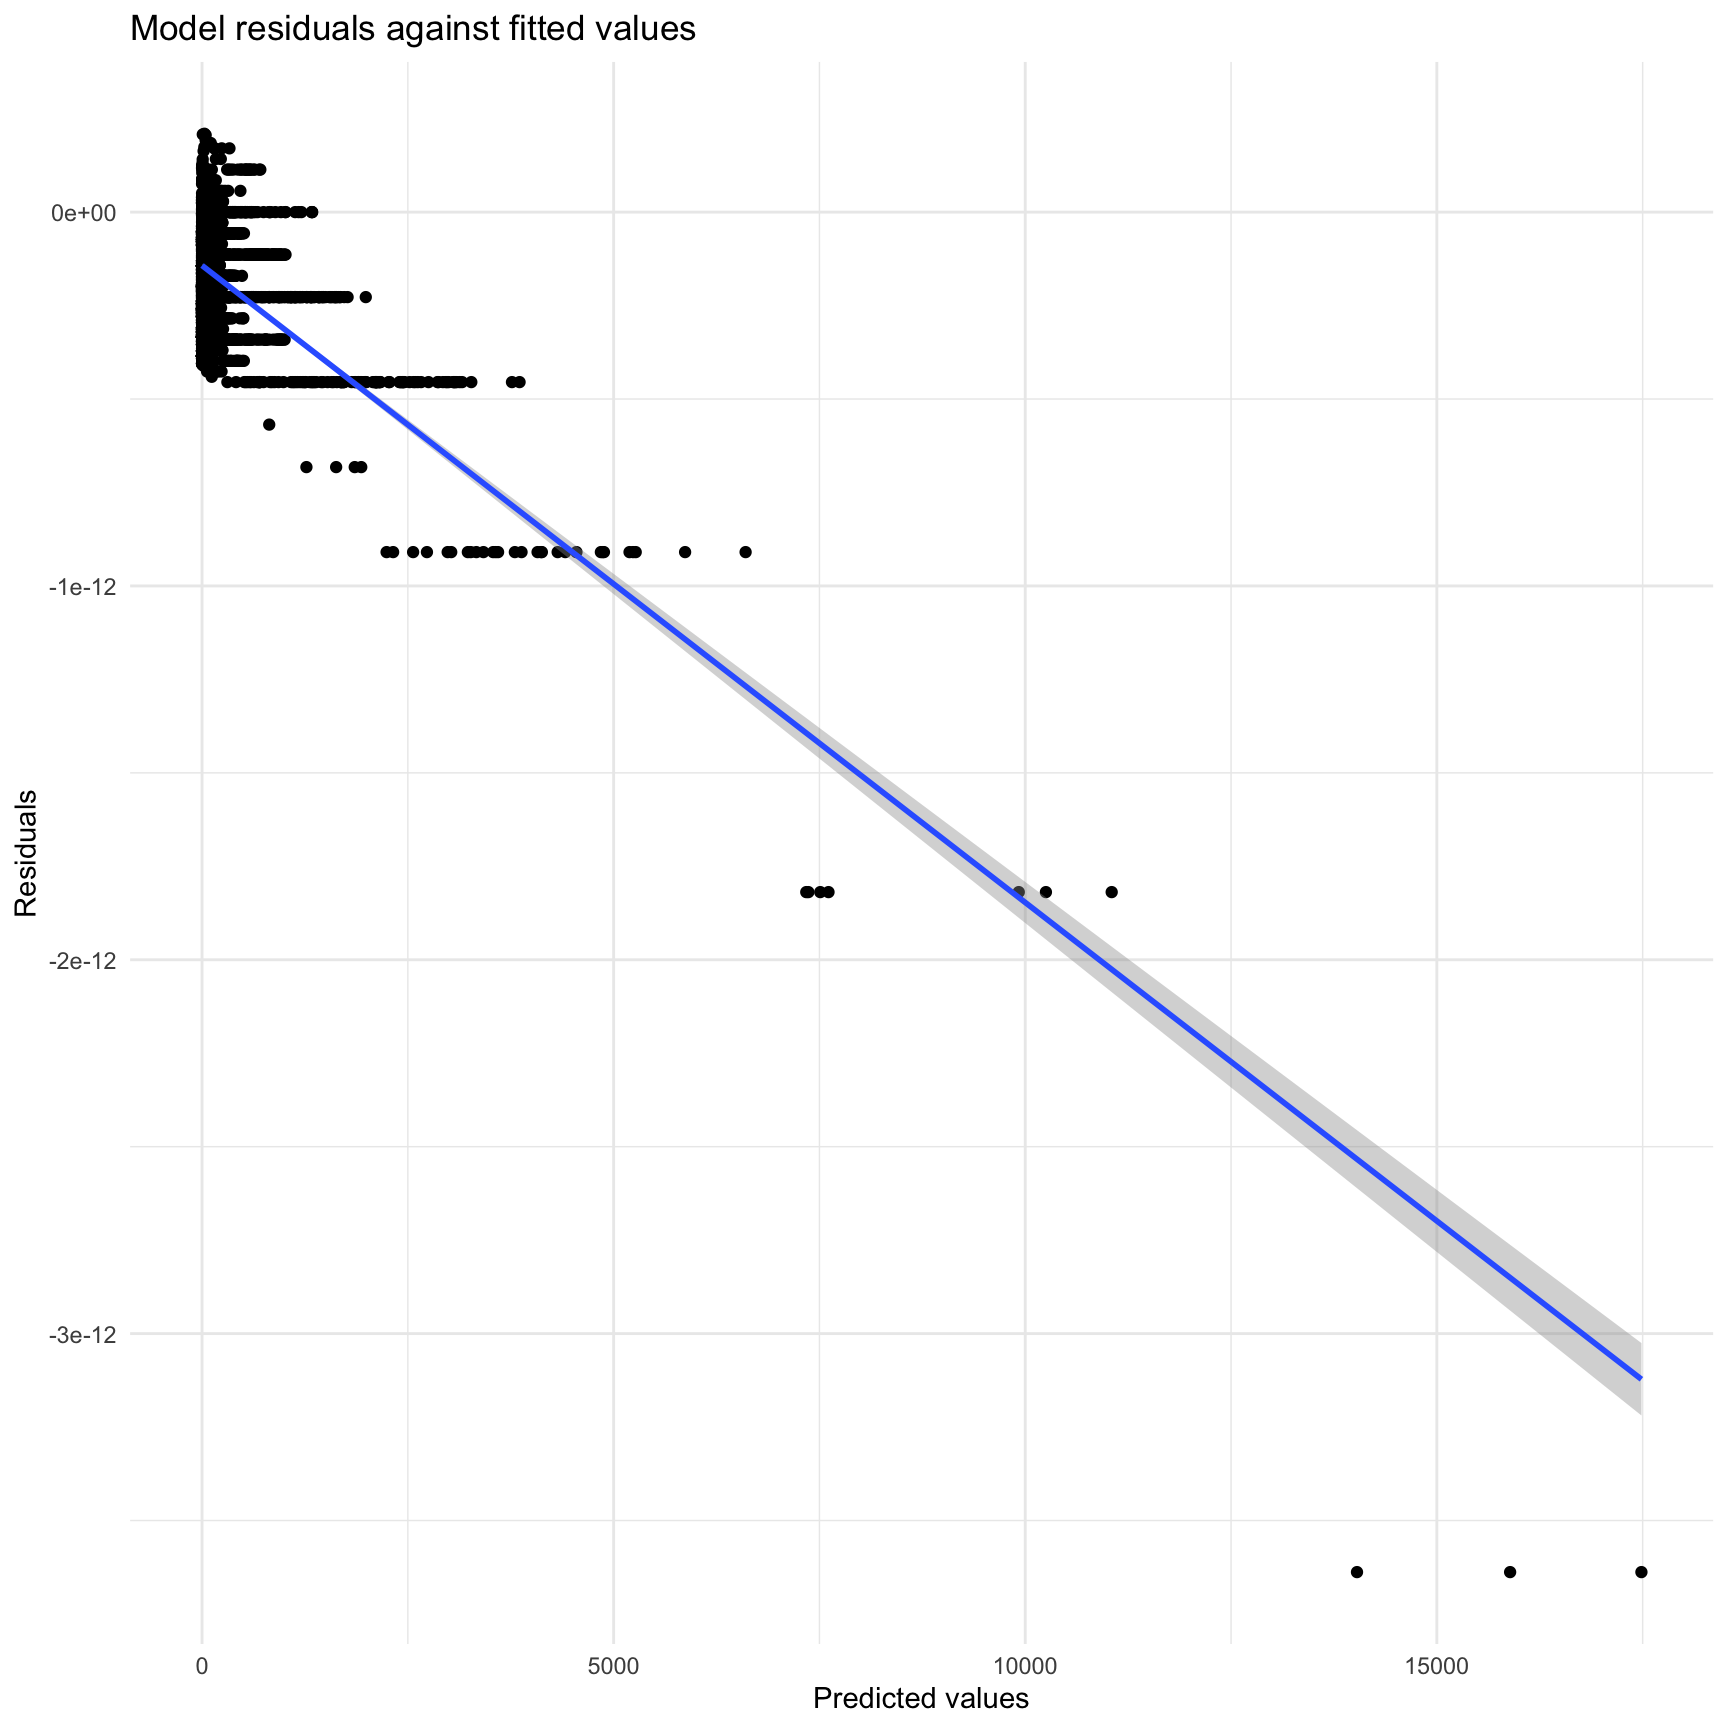 Model residuals against fitted values
0e+00
-1e-12
-2e-12
-3e-12
Residuals
0 5000 10000 15000
Predicted values